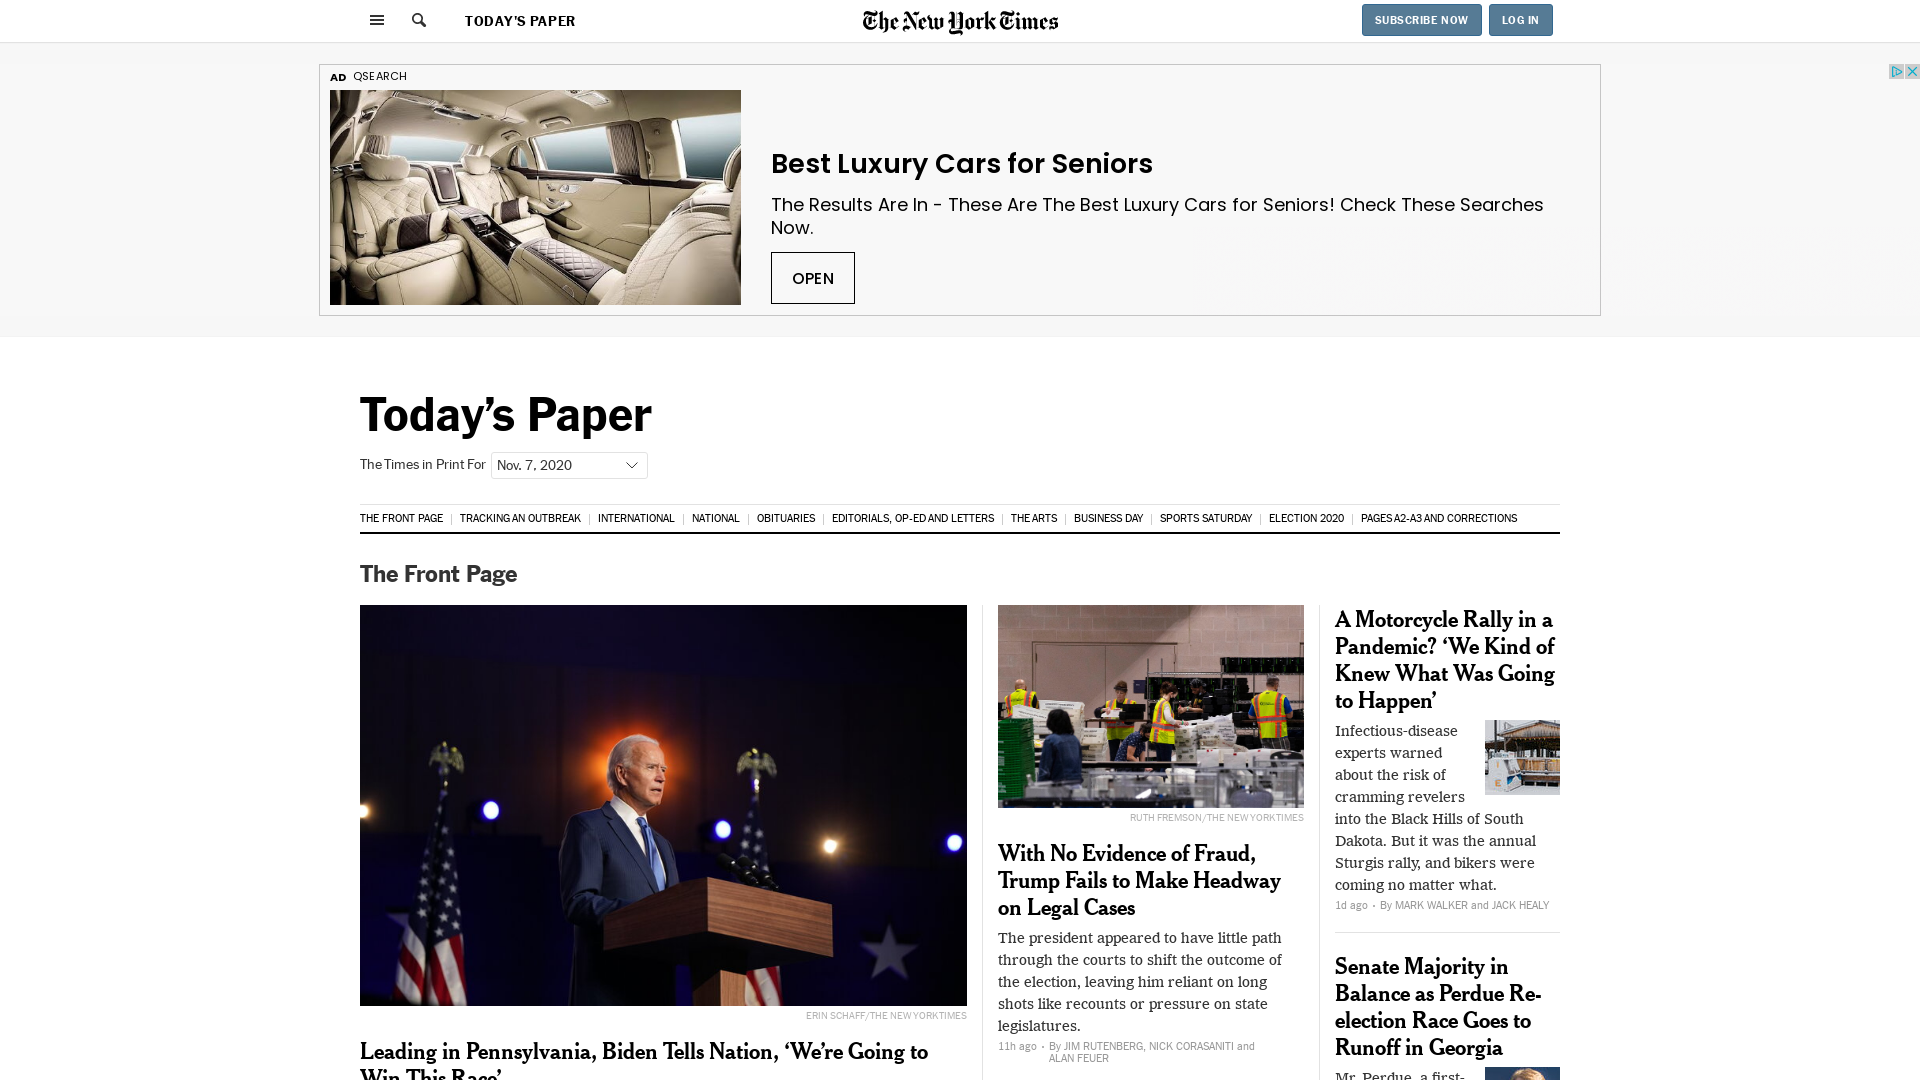 TODAY'S PAPER
The New York Times
SUBSCRIBE NOW
LOG IN
AD QSEARCH
Best Luxury Cars for Seniors
The Results Are In - These Are The Best Luxury Cars for Seniors! Check These Searches
Now.
OPEN
Today’s Paper
The Times in Print For Nov. 7, 2020
THE FRONT PAGE | TRACKING AN OUTBREAK | INTERNATIONAL | NATIONAL | OBITUARIES | EDITORIALS, OP-ED AND LETTERS | THE ARTS | BUSINESS DAY | SPORTS SATURDAY | ELECTION 2020 | PAGES A2-A3 AND CORRECTIONS
The Front Page
ERIN SCHAFF/THE NEW YORK TIMES
Leading in Pennsylvania, Biden Tells Nation, ‘We’re Going to
Win This Race’
RUTH FREMSON/THE NEW YORK TIMES
With No Evidence of Fraud,
Trump Fails to Make Headway
on Legal Cases
The president appeared to have little path
through the courts to shift the outcome of
the election, leaving him reliant on long
shots like recounts or pressure on state
legislatures.
11h ago • By JIM RUTENBERG, NICK CORASANITI and
ALAN FEUER
A Motorcycle Rally in a
Pandemic? ‘We Kind of
Knew What Was Going
to Happen’
Infectious-disease
experts warned
about the risk of
cramming revelers
into the Black Hills of South
Dakota. But it was the annual
Sturgis rally, and bikers were
coming no matter what.
1d ago • By MARK WALKER and JACK HEALY
Senate Majority in
Balance as Perdue Re-
election Race Goes to
Runoff in Georgia
Mr. Perdue, a first-